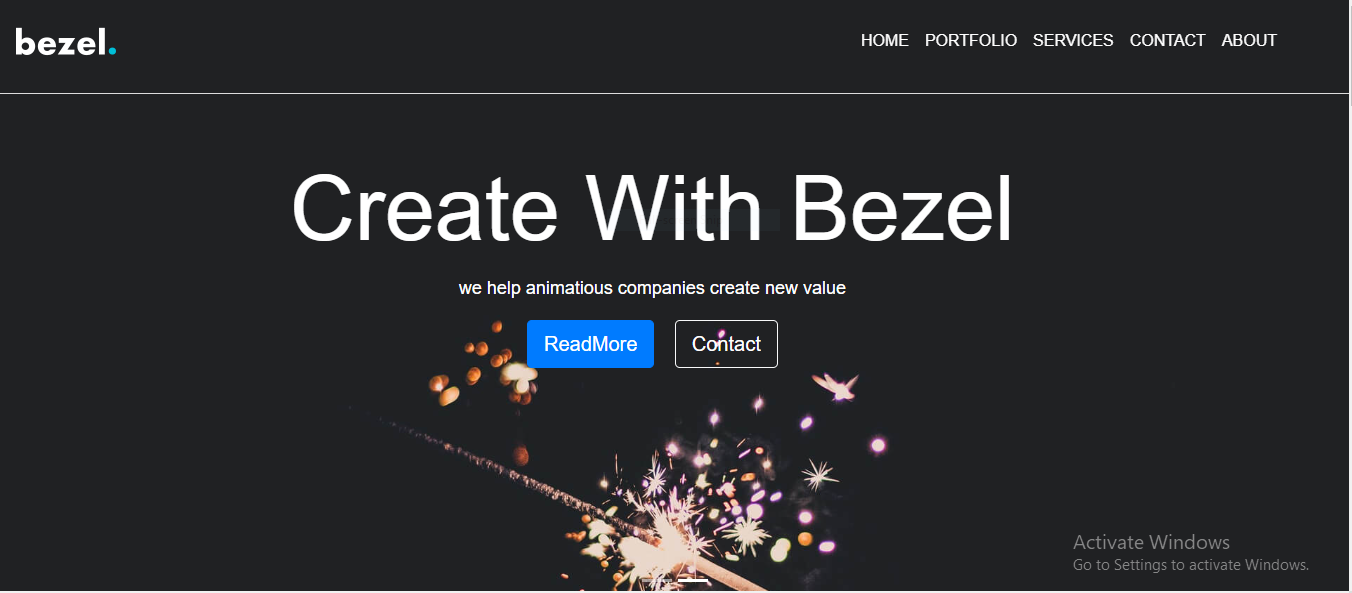 bezel.
HOME PORTFOLIO SERVICES CONTACT ABOUT
Create With Bezel
we help animatious companies create new value
ReadMore Contact
Activate Windows
Go to Settings to activate Windows.